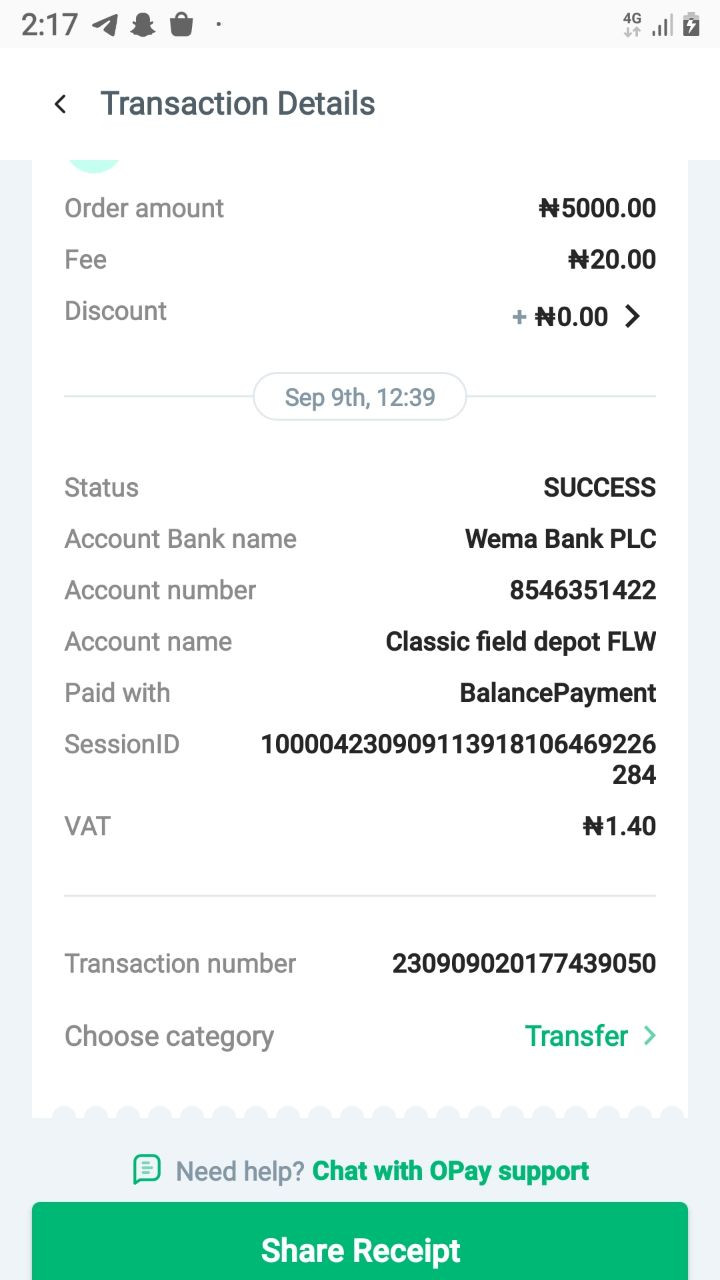 2:17
4G
Transaction Details
Order amount ₦5000.00
Fee ₦20.00
Discount + ₦0.00
Sep 9th, 12:39
Status SUCCESS
Account Bank name Wema Bank PLC
Account number 8546351422
Account name Classic field depot FLW
Paid with BalancePayment
SessionID 100004230909113918106469226
284
VAT ₦1.40
Transaction number 230909020177439050
Choose category Transfer
Need help? Chat with OPay support
Share Receipt